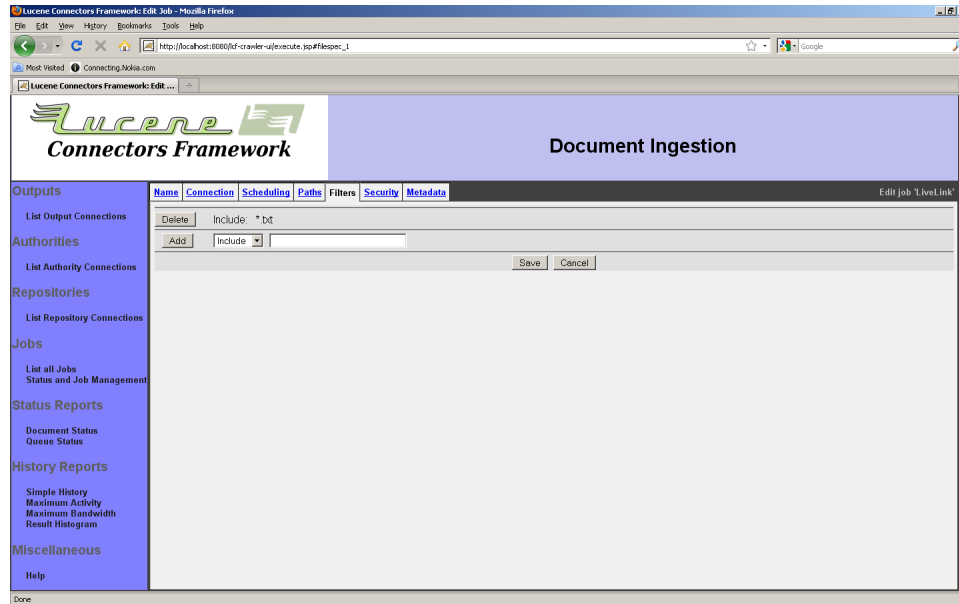 Lucene Connectors Framework: Edit Job - Mozilla Firefox
File Edit View History Bookmarks Tools Help
http://localhost:8080/lcf-crawler-ui/execute.jsp#filespec_1
Google
Most Visited Connecting.Nokia.com
Lucene Connectors Framework: Edit ...
Lucene
Connectors Framework
Document Ingestion
Outputs
List Output Connections
Authorities
List Authority Connections
Repositories
List Repository Connections
Jobs
List all Jobs
Status and Job Management
Status Reports
Document Status
Queue Status
History Reports
Simple History
Maximum Activity
Maximum Bandwidth
Result Histogram
Miscellaneous
Help
Name Connection Scheduling Paths Filters Security Metadata
Edit job 'LiveLink'
Delete Include: *.txt
Add Include
Save Cancel
Done